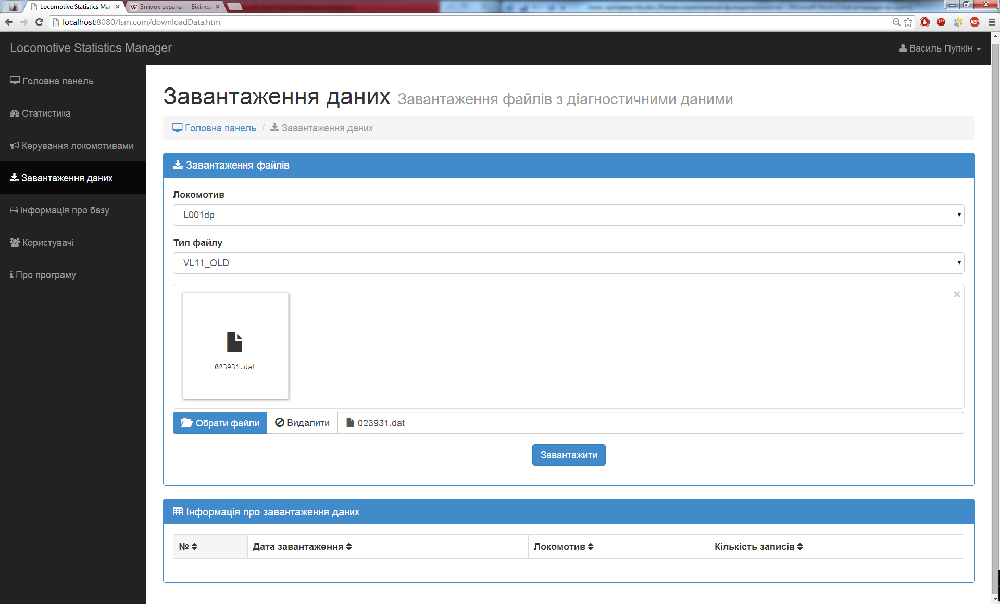 Locomotive Statistics Mar
Знімок екрана — Вікіпед
localhost:8080/lsm.com/downloadData.htm
ABP
ABP
Locomotive Statistics Manager
Василь Пупкін
Головна панель
Статистика
Керування локомотивами
Завантаження даних
Інформація про базу
Користувачі
Про програму
Завантаження даних Завантаження файлів з діагностичними даними
Головна панель / Завантаження даних
Завантаження файлів
Локомотив
L001dp
Тип файлу
VL11_OLD
023931.dat
Обрати файли Видалити 023931.dat
Завантажити
Інформація про завантаження даних
№ Дата завантаження Локомотив Кількість записів